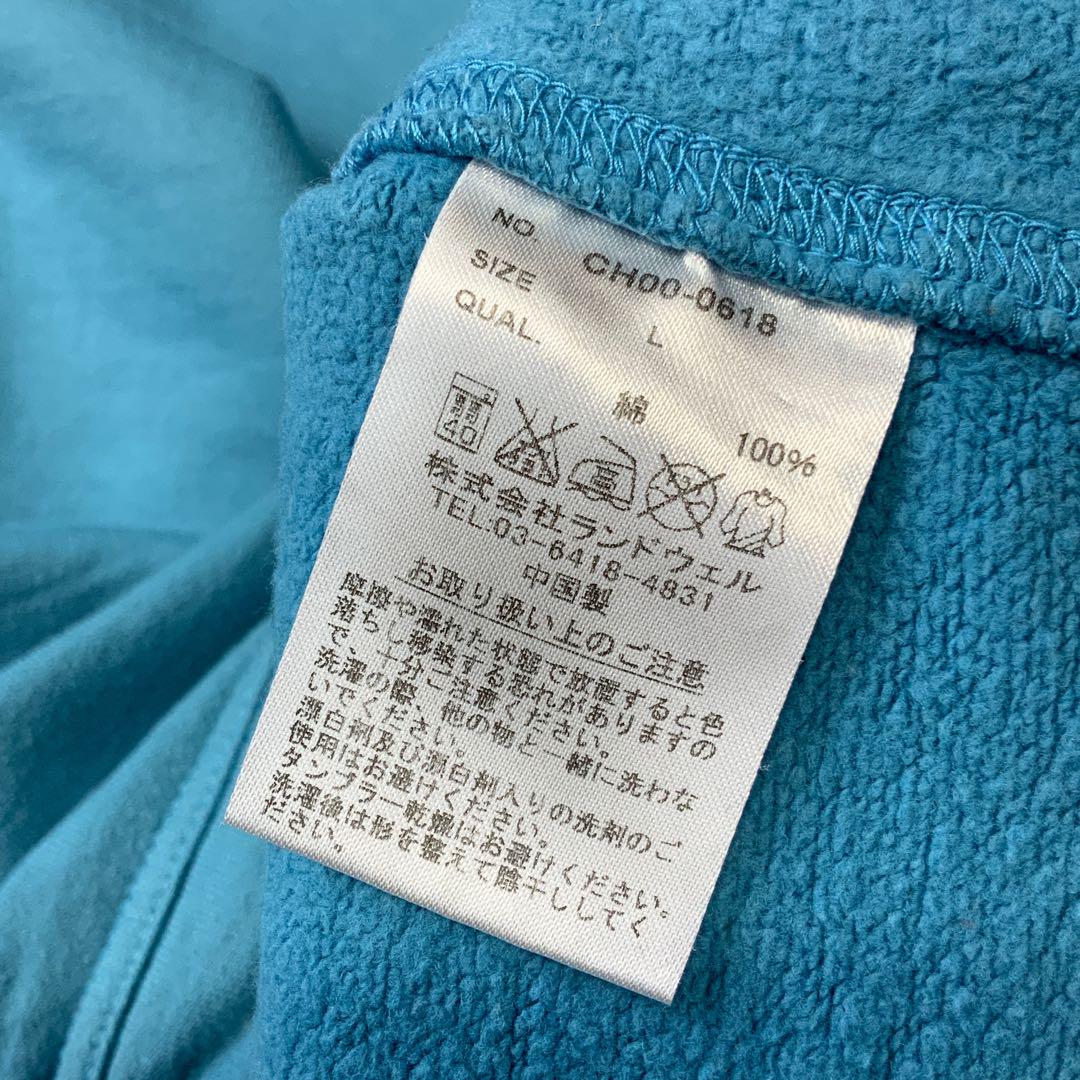 NO. CH00-0618
SIZE L
QUAL.
綿 100%
40
株式会社ランドウェル
TEL:03-6418-4831
中国製
お取り扱い上のご注意
摩擦や濡れた状態で放置すると色
落ちし移染する恐れがありますの
で、十分ご注意ください。
洗濯の際、他の物と一緒に洗わな
いでください。
漂白剤及び漂白剤入りの洗剤のご
使用はお避けください。
タンブラー乾燥はお避けください。
洗濯後は形を整えて陰干ししてく
ださい。